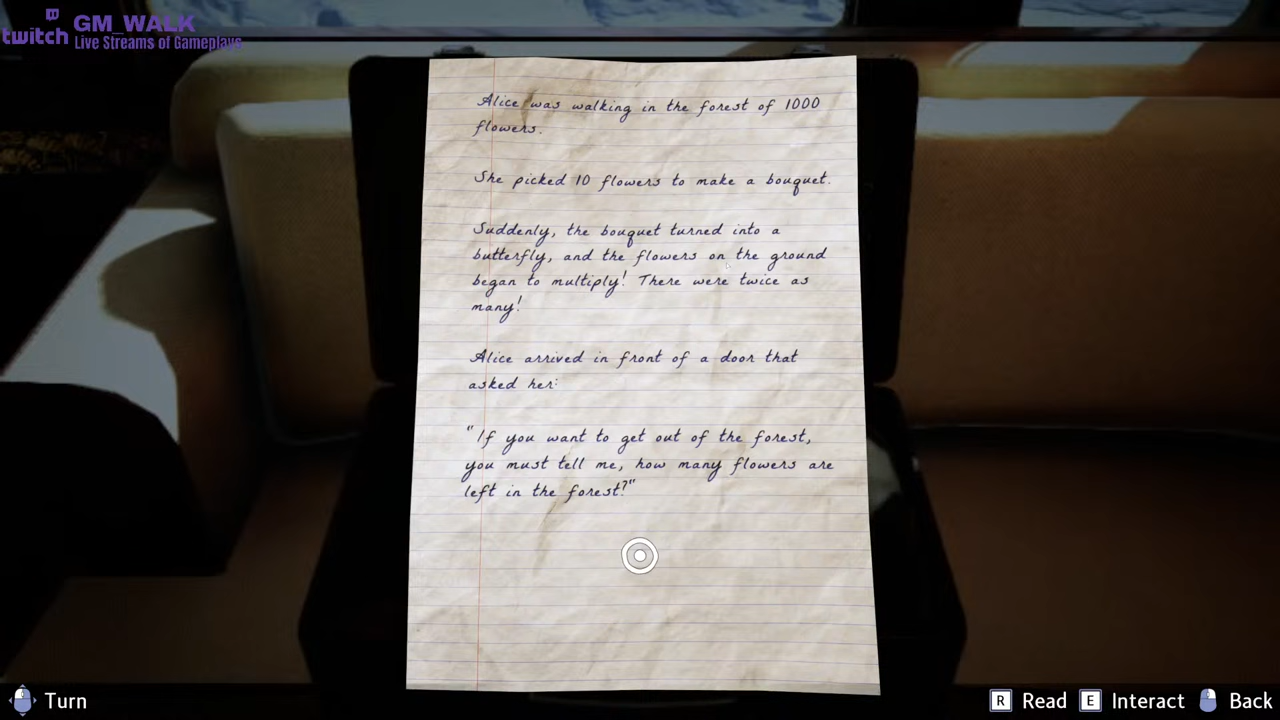 twitch GM_WALK
Live Streams of Gameplays
Alice was walking in the forest of 1000
flowers.
She picked 10 flowers to make a bouquet.
Suddenly, the bouquet turned into a
butterfly, and the flowers on the ground
began to multiply! There were twice as
many!
Alice arrived in front of a door that
asked her:
"If you want to get out of the forest,
you must tell me, how many flowers are
left in the forest?"
Turn
R Read E Interact Back